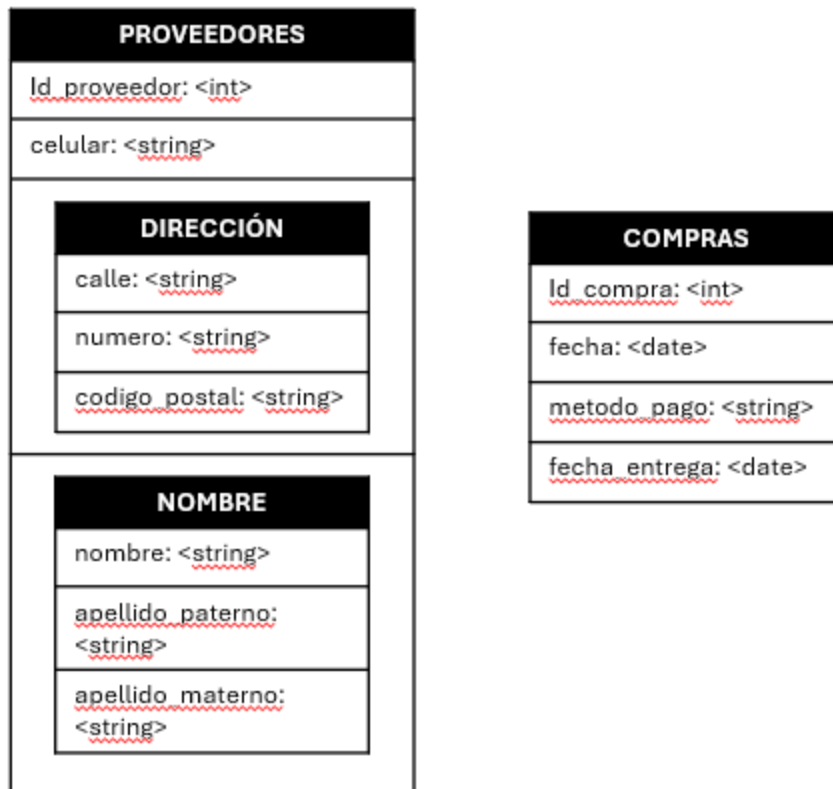 PROVEEDORES
Id_proveedor: <int>
celular: <string>
DIRECCIÓN
calle: <string>
numero: <string>
codigo_postal: <string>
NOMBRE
nombre: <string>
apellido_paterno:
<string>
apellido_materno:
<string>
COMPRAS
Id_compra: <int>
fecha: <date>
metodo_pago: <string>
fecha_entrega: <date>